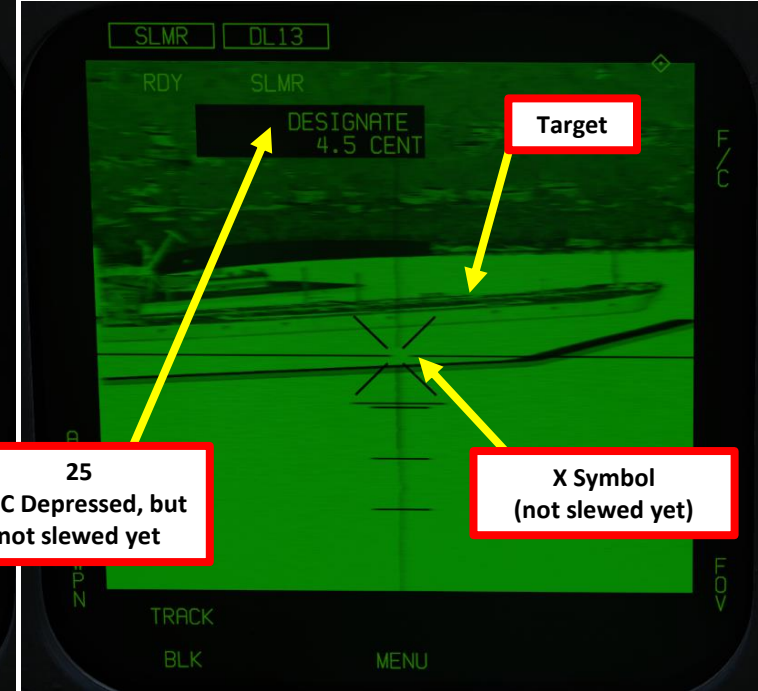 SLMR DL13
RDY SLMR
DESIGNATE
4.5 CENT
Target
F/C
X Symbol
(not slewed yet)
25
C Depressed, but
not slewed yet
FOV
TRACK
BLK MENU